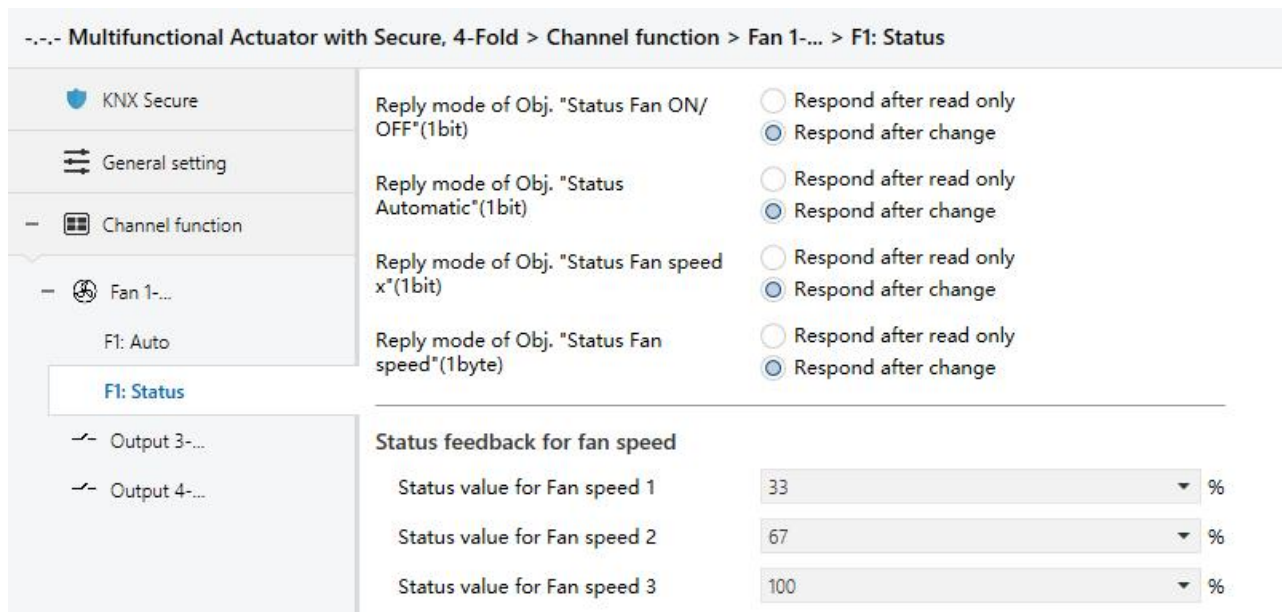 -.-.- Multifunctional Actuator with Secure, 4-Fold > Channel function > Fan 1-... > F1: Status
KNX Secure
General setting
Channel function
Fan 1-...
F1: Auto
F1: Status
Output 3-...
Output 4-...
Reply mode of Obj. "Status Fan ON/
OFF"(1bit)
Respond after read only
Respond after change
Reply mode of Obj. "Status
Automatic"(1bit)
Respond after read only
Respond after change
Reply mode of Obj. "Status Fan speed
x"(1bit)
Respond after read only
Respond after change
Reply mode of Obj. "Status Fan
speed"(1byte)
Respond after read only
Respond after change
Status feedback for fan speed
Status value for Fan speed 1 33 %
Status value for Fan speed 2 67 %
Status value for Fan speed 3 100 %